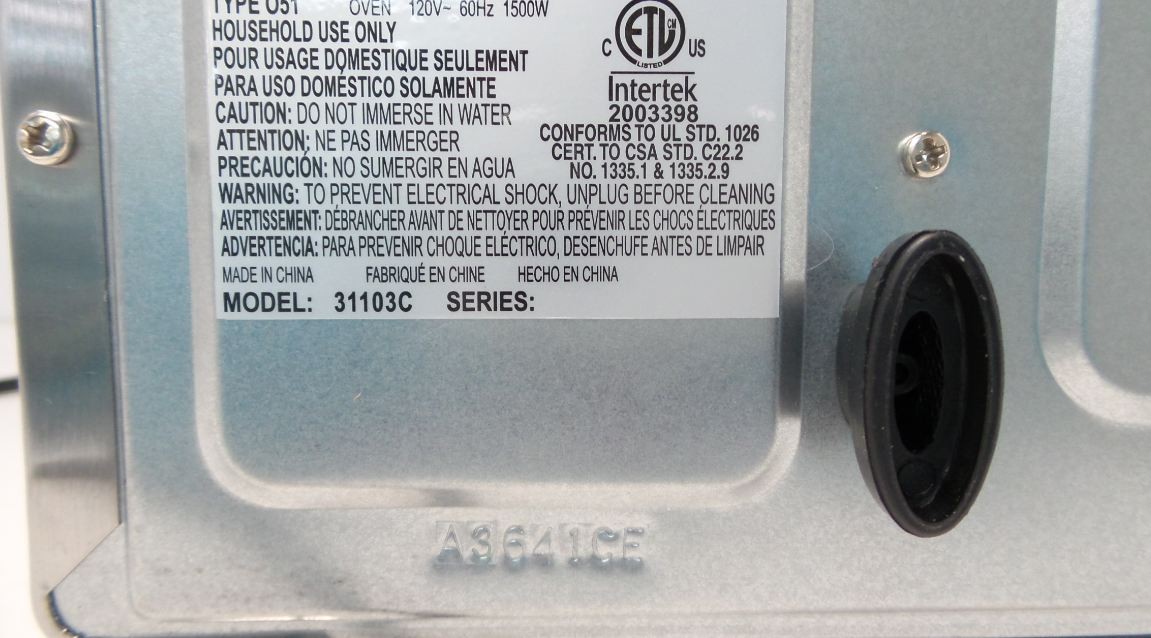 TYPE O51 OVEN 120V~ 60Hz 1500W
HOUSEHOLD USE ONLY
POUR USAGE DOMESTIQUE SEULEMENT
PARA USO DOMÉSTICO SOLAMENTE
CAUTION: DO NOT IMMERSE IN WATER
ATTENTION: NE PAS IMMERGER
PRECAUCIÓN: NO SUMERGIR EN AGUA
C ETL CM US
LISTED
Intertek
2003398
CONFORMS TO UL STD. 1026
CERT. TO CSA STD. C22.2
NO. 1335.1 & 1335.2.9
WARNING: TO PREVENT ELECTRICAL SHOCK, UNPLUG BEFORE CLEANING
AVERTISSEMENT: DÉBRANCHER AVANT DE NETTOYER POUR PRÉVENIR LES CHOCS ÉLECTRIQUES
ADVERTENCIA: PARA PREVENIR CHOQUE ELÉCTRICO, DESENCHUFE ANTES DE LIMPAIR
MADE IN CHINA FABRIQUÉ EN CHINE HECHO EN CHINA
MODEL: 31103C SERIES:
A3641CE